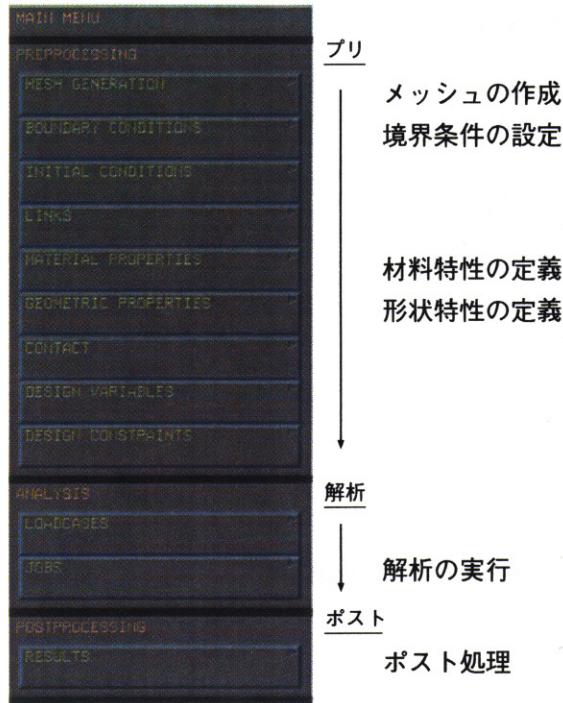 MAIN MENU
PREPROCESSING
MESH GENERATION
BOUNDARY CONDITIONS
INITIAL CONDITIONS
LINKS
MATERIAL PROPERTIES
GEOMETRIC PROPERTIES
CONTACT
DESIGN VARIABLES
DESIGN CONSTRAINTS
ANALYSIS
LOADCASES
JOBS
POSTPROCESSING
RESULTS
プリ
メッシュの作成
境界条件の設定
材料特性の定義
形状特性の定義
解析
解析の実行
ポスト
ポスト処理